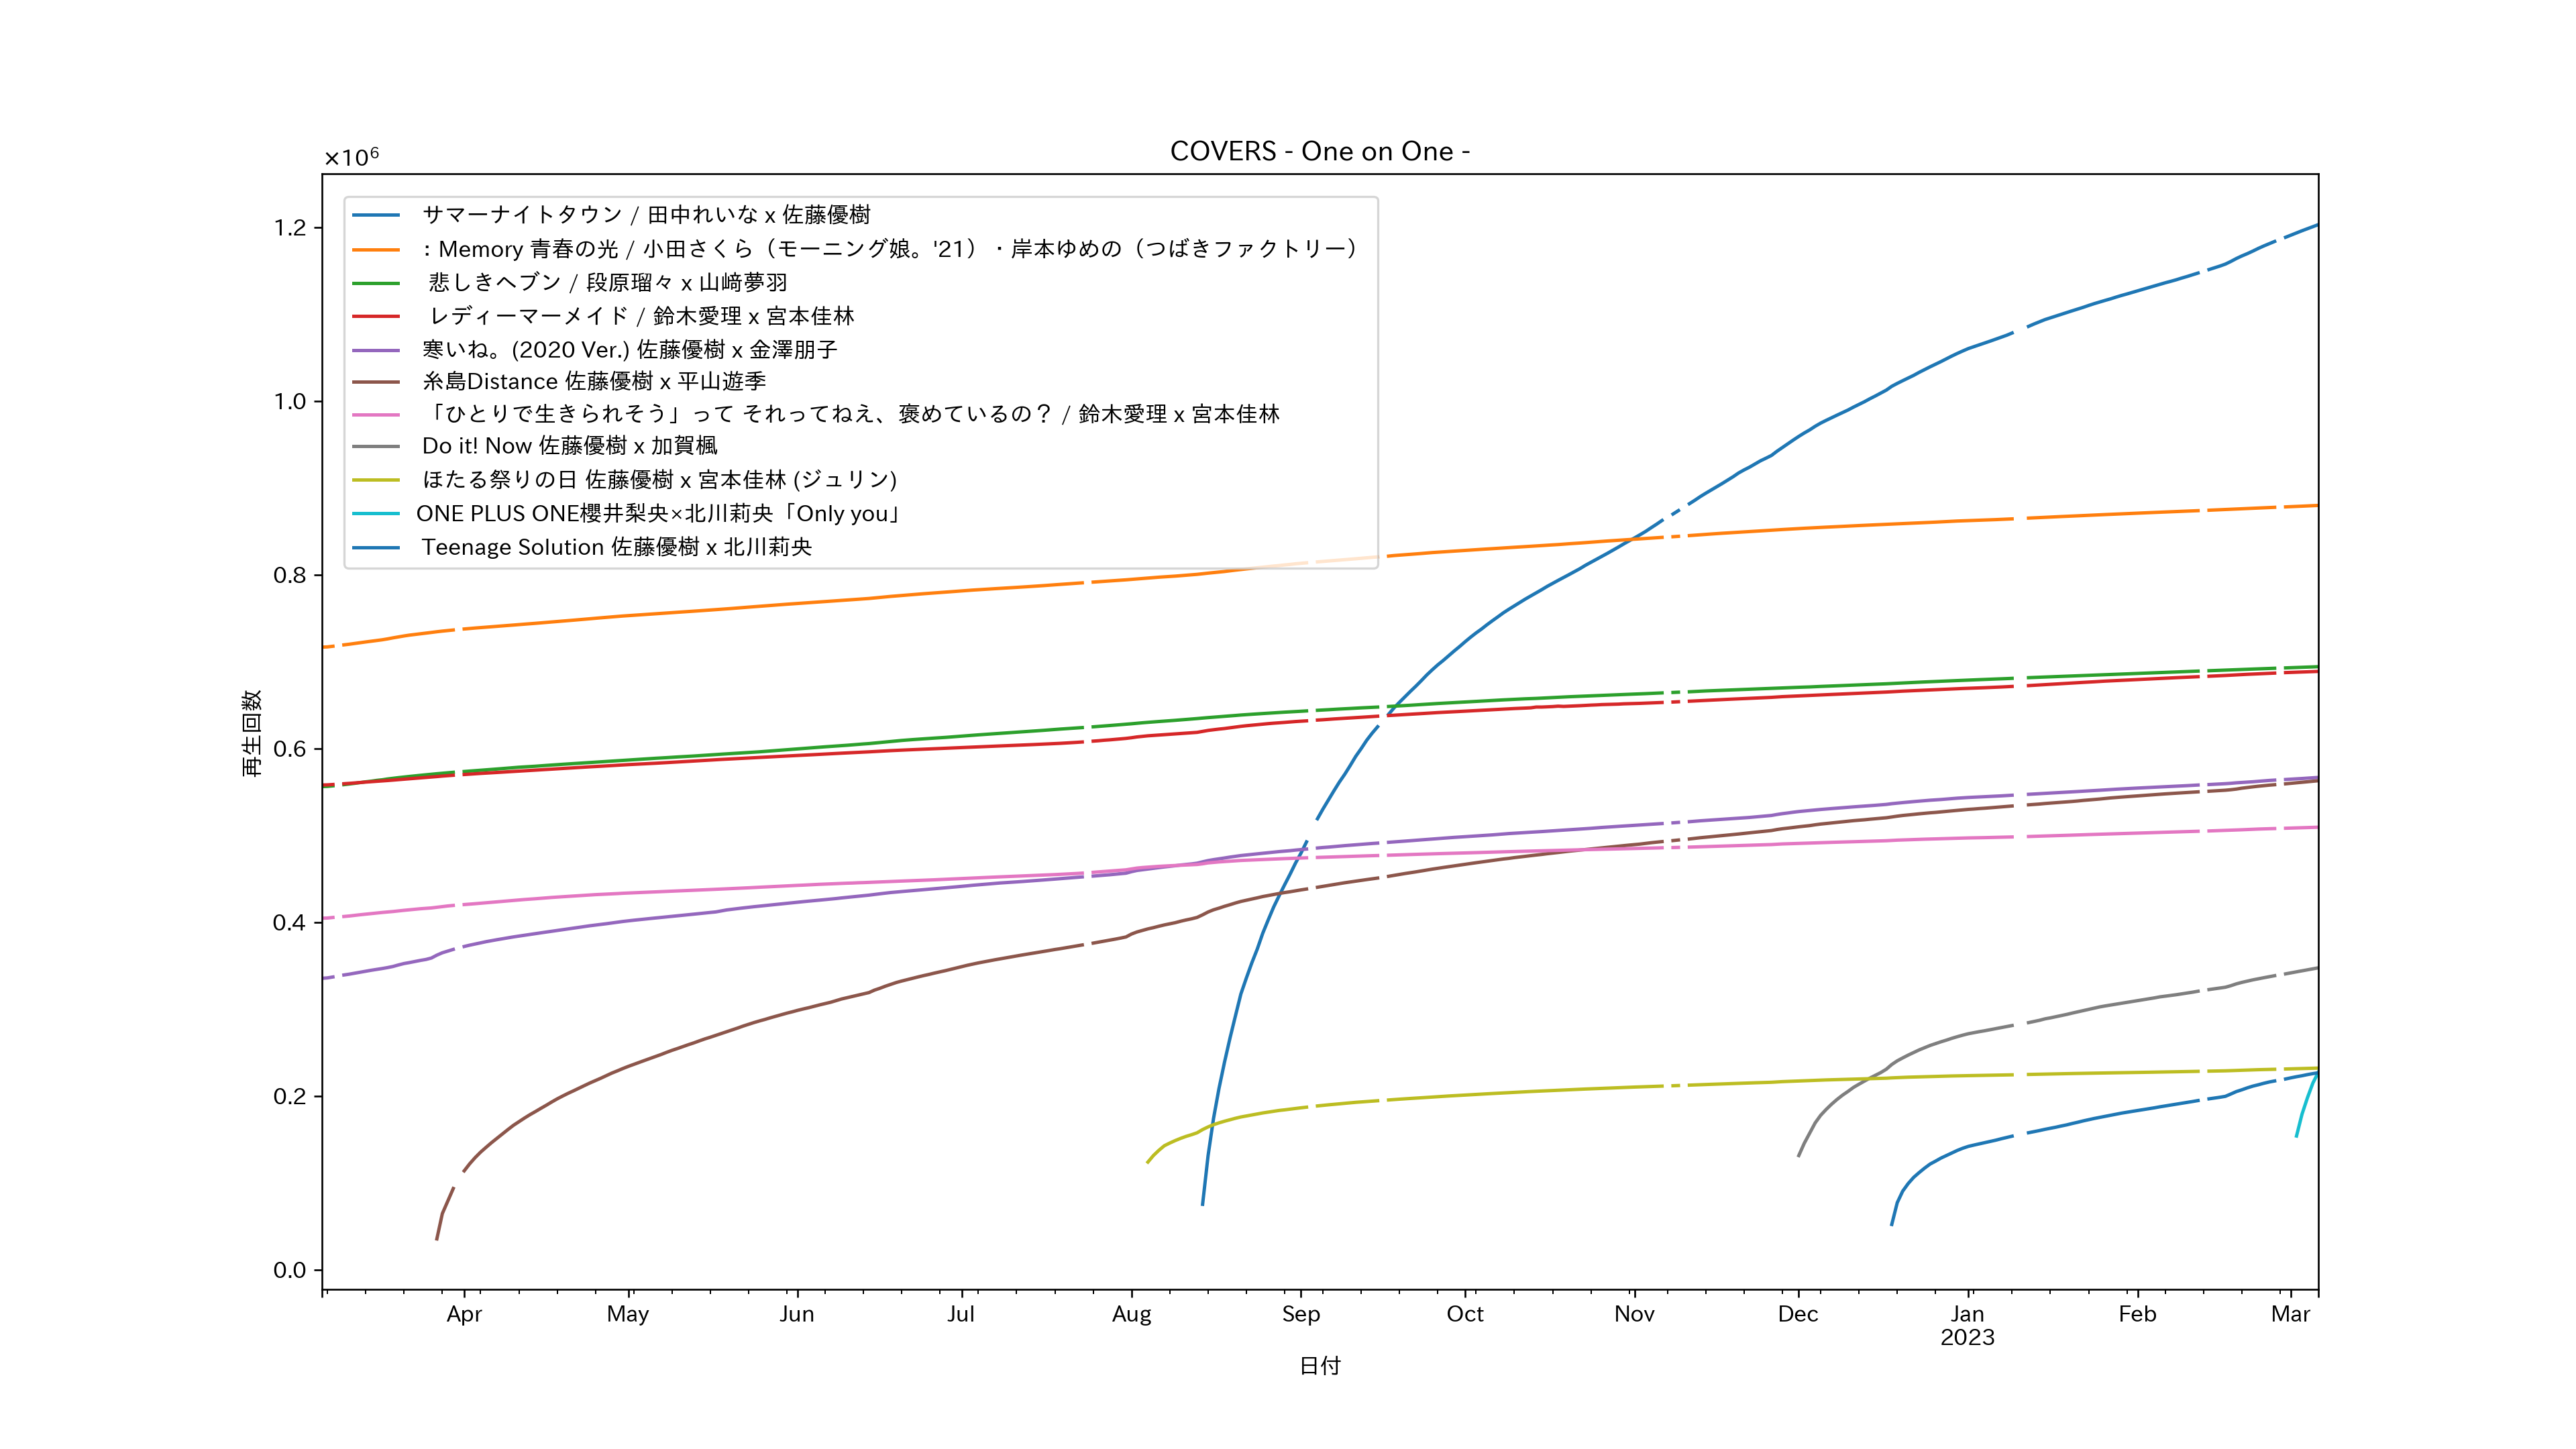 COVERS - One on One -
×10⁶
サマーナイトタウン / 田中れいな x 佐藤優樹
: Memory 青春の光 / 小田さくら（モーニング娘。'21）・岸本ゆめの（つばきファクトリー）
悲しきヘブン / 段原瑠々 x 山﨑夢羽
レディーマーメイド / 鈴木愛理 x 宮本佳林
寒いね。(2020 Ver.) 佐藤優樹 x 金澤朋子
糸島Distance 佐藤優樹 x 平山遊季
「ひとりで生きられそう」って それってねえ、褒めているの？ / 鈴木愛理 x 宮本佳林
Do it! Now 佐藤優樹 x 加賀楓
ほたる祭りの日 佐藤優樹 x 宮本佳林 (ジュリン)
ONE PLUS ONE櫻井梨央×北川莉央「Only you」
Teenage Solution 佐藤優樹 x 北川莉央
1.2
1.0
0.8
0.6
0.4
0.2
0.0
再生回数
Apr May Jun Jul Aug Sep Oct Nov Dec Jan Feb Mar
2023
日付